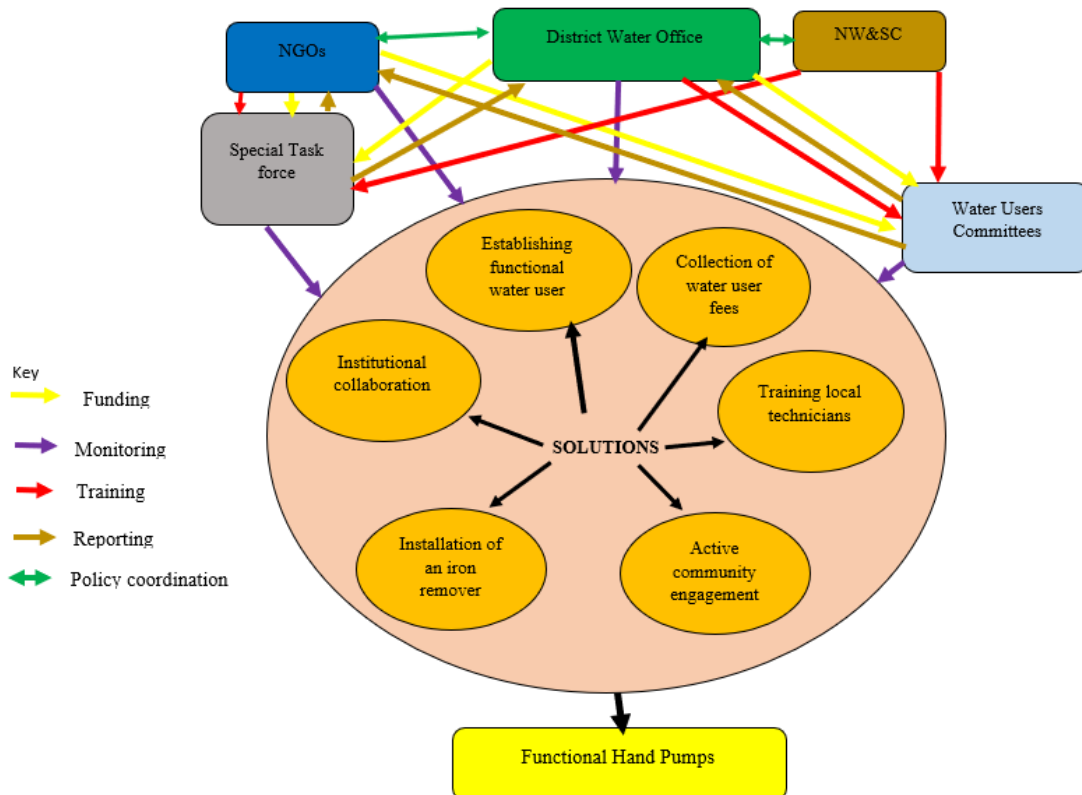 NGOs
District Water Office
NW&SC
Special Task
force
Water Users
Committees
Establishing
functional
water user
Collection of
water user
fees
Institutional
collaboration
Training local
technicians
SOLUTIONS
Installation of
an iron
remover
Active
community
engagement
Key
Funding
Monitoring
Training
Reporting
Policy coordination
Functional Hand Pumps